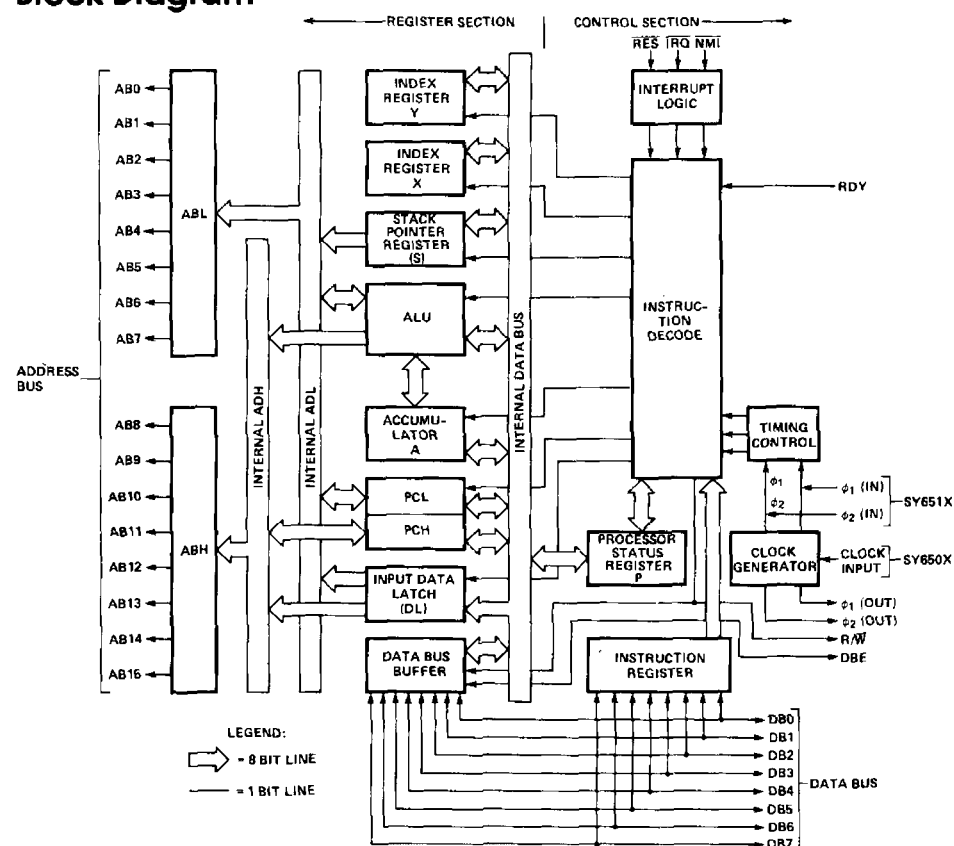 Block Diagram
REGISTER SECTION
CONTROL SECTION
RES IRQ NMI
INTERRUPT
LOGIC
INDEX
REGISTER
Y
INDEX
REGISTER
X
STACK
POINTER
REGISTER
(S)
ALU
ACCUMU-
LATOR
A
PCL
PCH
INPUT DATA
LATCH
(DL)
DATA BUS
BUFFER
AB0
AB1
AB2
AB3
AB4
AB5
AB6
AB7
ABL
ADDRESS
BUS
AB8
AB9
AB10
AB11
AB12
AB13
AB14
AB16
ABH
INTERNAL ADH
INTERNAL ADL
INTERNAL DATA BUS
INSTRUC-
TION
DECODE
RDY
TIMING
CONTROL
ϕ1
ϕ2
ϕ1 (IN)
ϕ2 (IN)
SY651X
PROCESSOR
STATUS
REGISTER
P
CLOCK
GENERATOR
CLOCK
INPUT
SY650X
ϕ1 (OUT)
ϕ2 (OUT)
R/W
DBE
INSTRUCTION
REGISTER
DB0
DB1
DB2
DB3
DB4
DB5
DB6
DB7
DATA BUS
LEGEND:
= 8 BIT LINE
= 1 BIT LINE